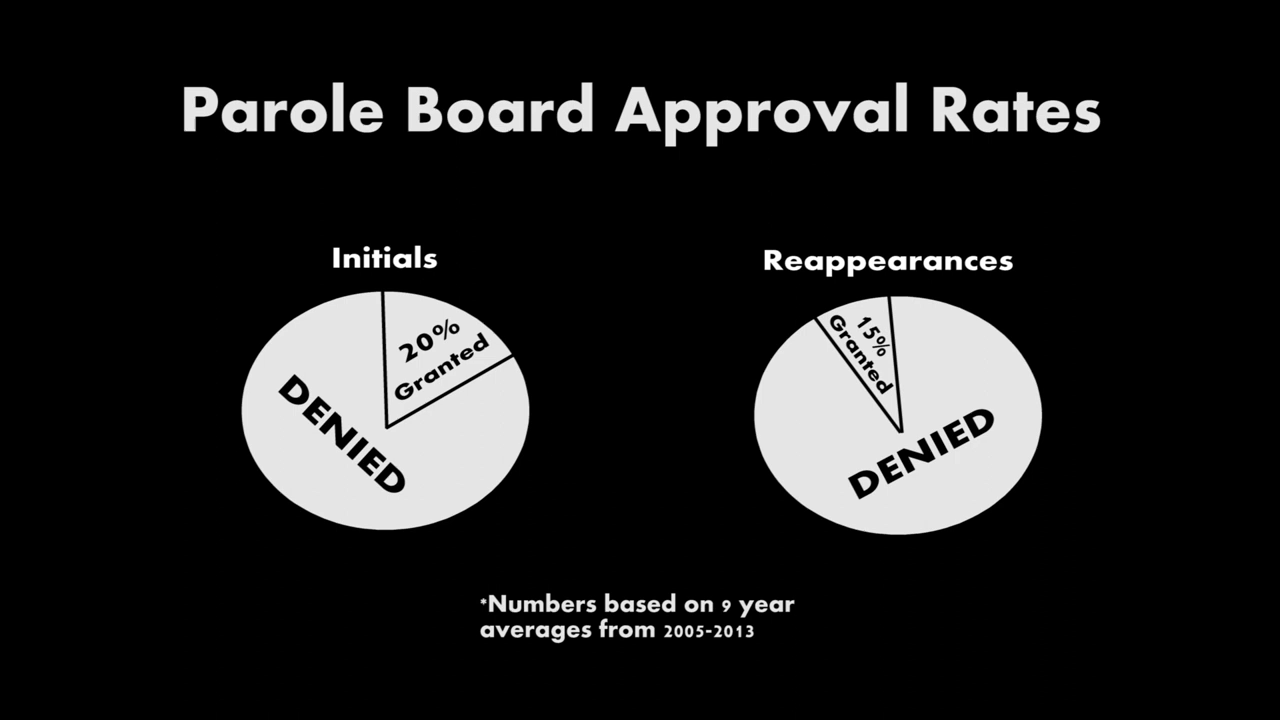 Parole Board Approval Rates
Initials
20%
Granted
DENIED
Reappearances
15%
Granted
DENIED
*Numbers based on 9 year
averages from 2005-2013